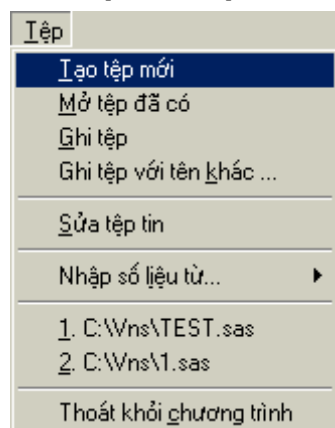 Tệp
Tạo tệp mới
Mở tệp đã có
Ghi tệp
Ghi tệp với tên khác ...
Sửa tệp tin
Nhập số liệu từ...
1. C:\Vns\TEST.sas
2. C:\Vns\1.sas
Thoát khỏi chương trình